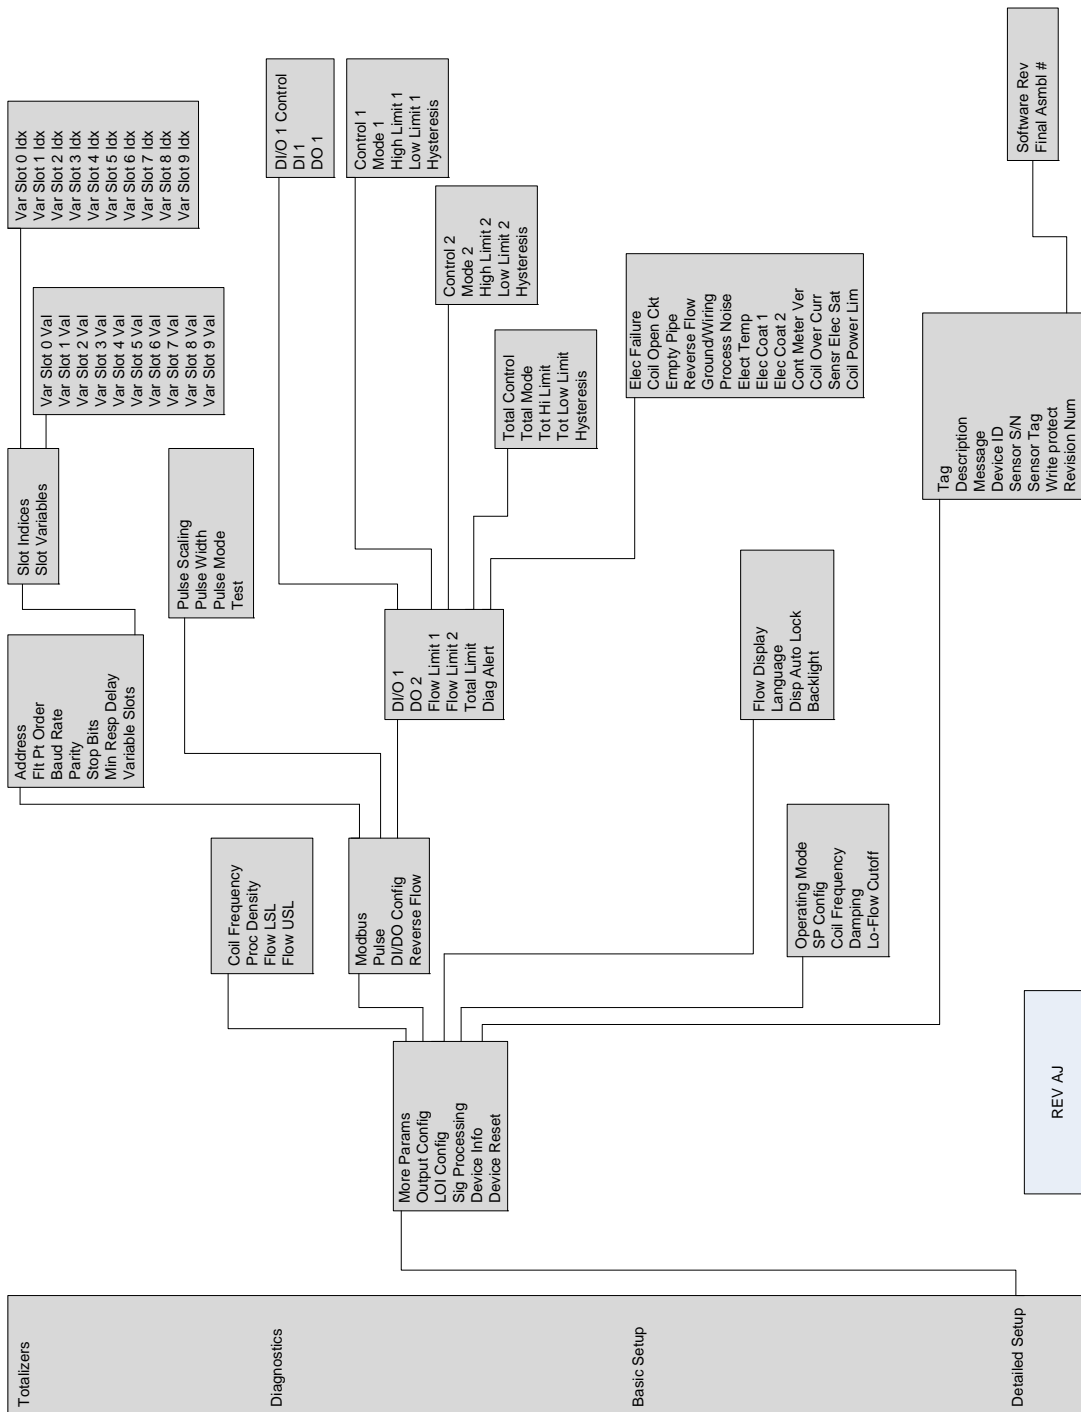 Totalizers
Diagnostics
Basic Setup
Detailed Setup
More Params
Output Config
LOI Config
Sig Processing
Device Info
Device Reset
Coil Frequency
Proc Density
Flow LSL
Flow USL
Modbus
Pulse
DI/DO Config
Reverse Flow
Address
Flt Pt Order
Baud Rate
Parity
Stop Bits
Min Resp Delay
Variable Slots
Slot Indices
Slot Variables
Var Slot 0 Idx
Var Slot 1 Idx
Var Slot 2 Idx
Var Slot 3 Idx
Var Slot 4 Idx
Var Slot 5 Idx
Var Slot 6 Idx
Var Slot 7 Idx
Var Slot 8 Idx
Var Slot 9 Idx
Var Slot 0 Val
Var Slot 1 Val
Var Slot 2 Val
Var Slot 3 Val
Var Slot 4 Val
Var Slot 5 Val
Var Slot 6 Val
Var Slot 7 Val
Var Slot 8 Val
Var Slot 9 Val
Pulse Scaling
Pulse Width
Pulse Mode
Test
DI/O 1
DO 2
Flow Limit 1
Flow Limit 2
Total Limit
Diag Alert
DI/O 1 Control
DI 1
DO 1
Control 1
Mode 1
High Limit 1
Low Limit 1
Hysteresis
Control 2
Mode 2
High Limit 2
Low Limit 2
Hysteresis
Total Control
Total Mode
Tot Hi Limit
Tot Low Limit
Hysteresis
Elec Failure
Coil Open Ckt
Empty Pipe
Reverse Flow
Ground/Wiring
Process Noise
Elect Temp
Elec Coat 1
Elec Coat 2
Cont Meter Ver
Coil Over Curr
Sensr Elec Sat
Coil Power Lim
Flow Display
Language
Disp Auto Lock
Backlight
Operating Mode
SP Config
Coil Frequency
Damping
Lo-Flow Cutoff
Tag
Description
Message
Device ID
Sensor S/N
Sensor Tag
Write protect
Revision Num
Software Rev
Final Asmbl #
REV AJ